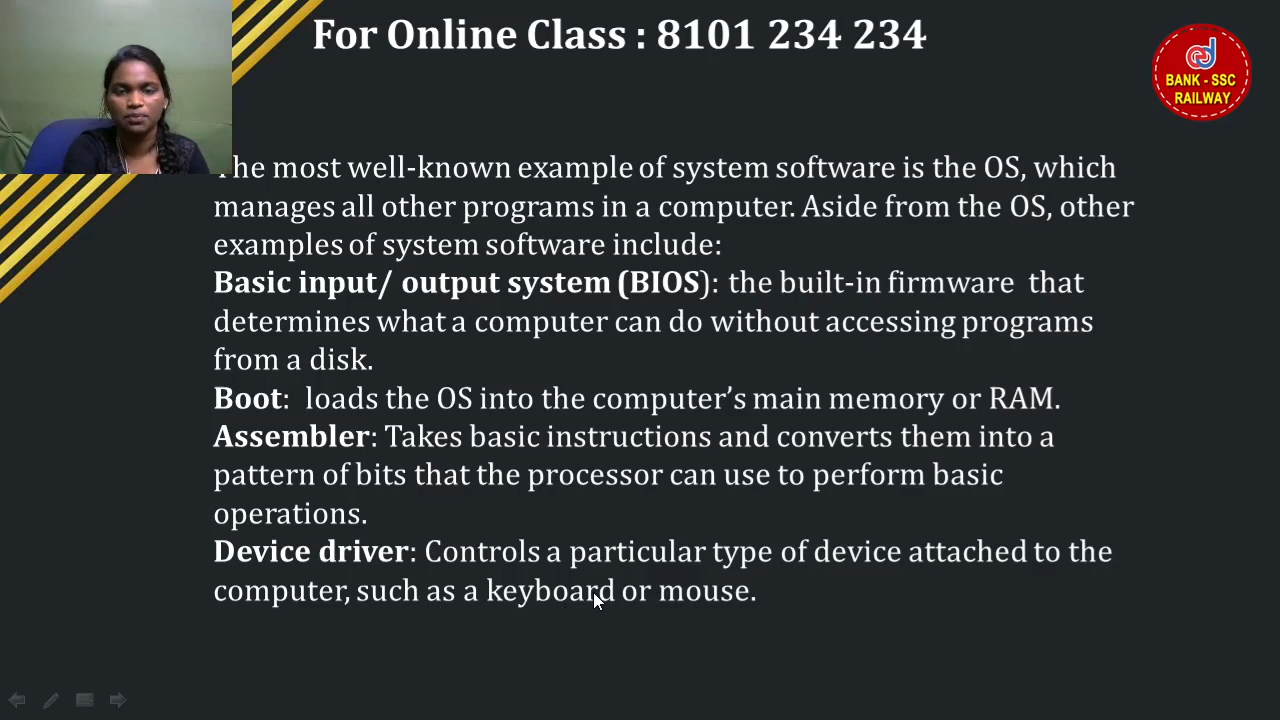 For Online Class : 8101 234 234
BANK - SSC
RAILWAY
The most well-known example of system software is the OS, which
manages all other programs in a computer. Aside from the OS, other
examples of system software include:
Basic input/ output system (BIOS): the built-in firmware that
determines what a computer can do without accessing programs
from a disk.
Boot: loads the OS into the computer’s main memory or RAM.
Assembler: Takes basic instructions and converts them into a
pattern of bits that the processor can use to perform basic
operations.
Device driver: Controls a particular type of device attached to the
computer, such as a keyboard or mouse.